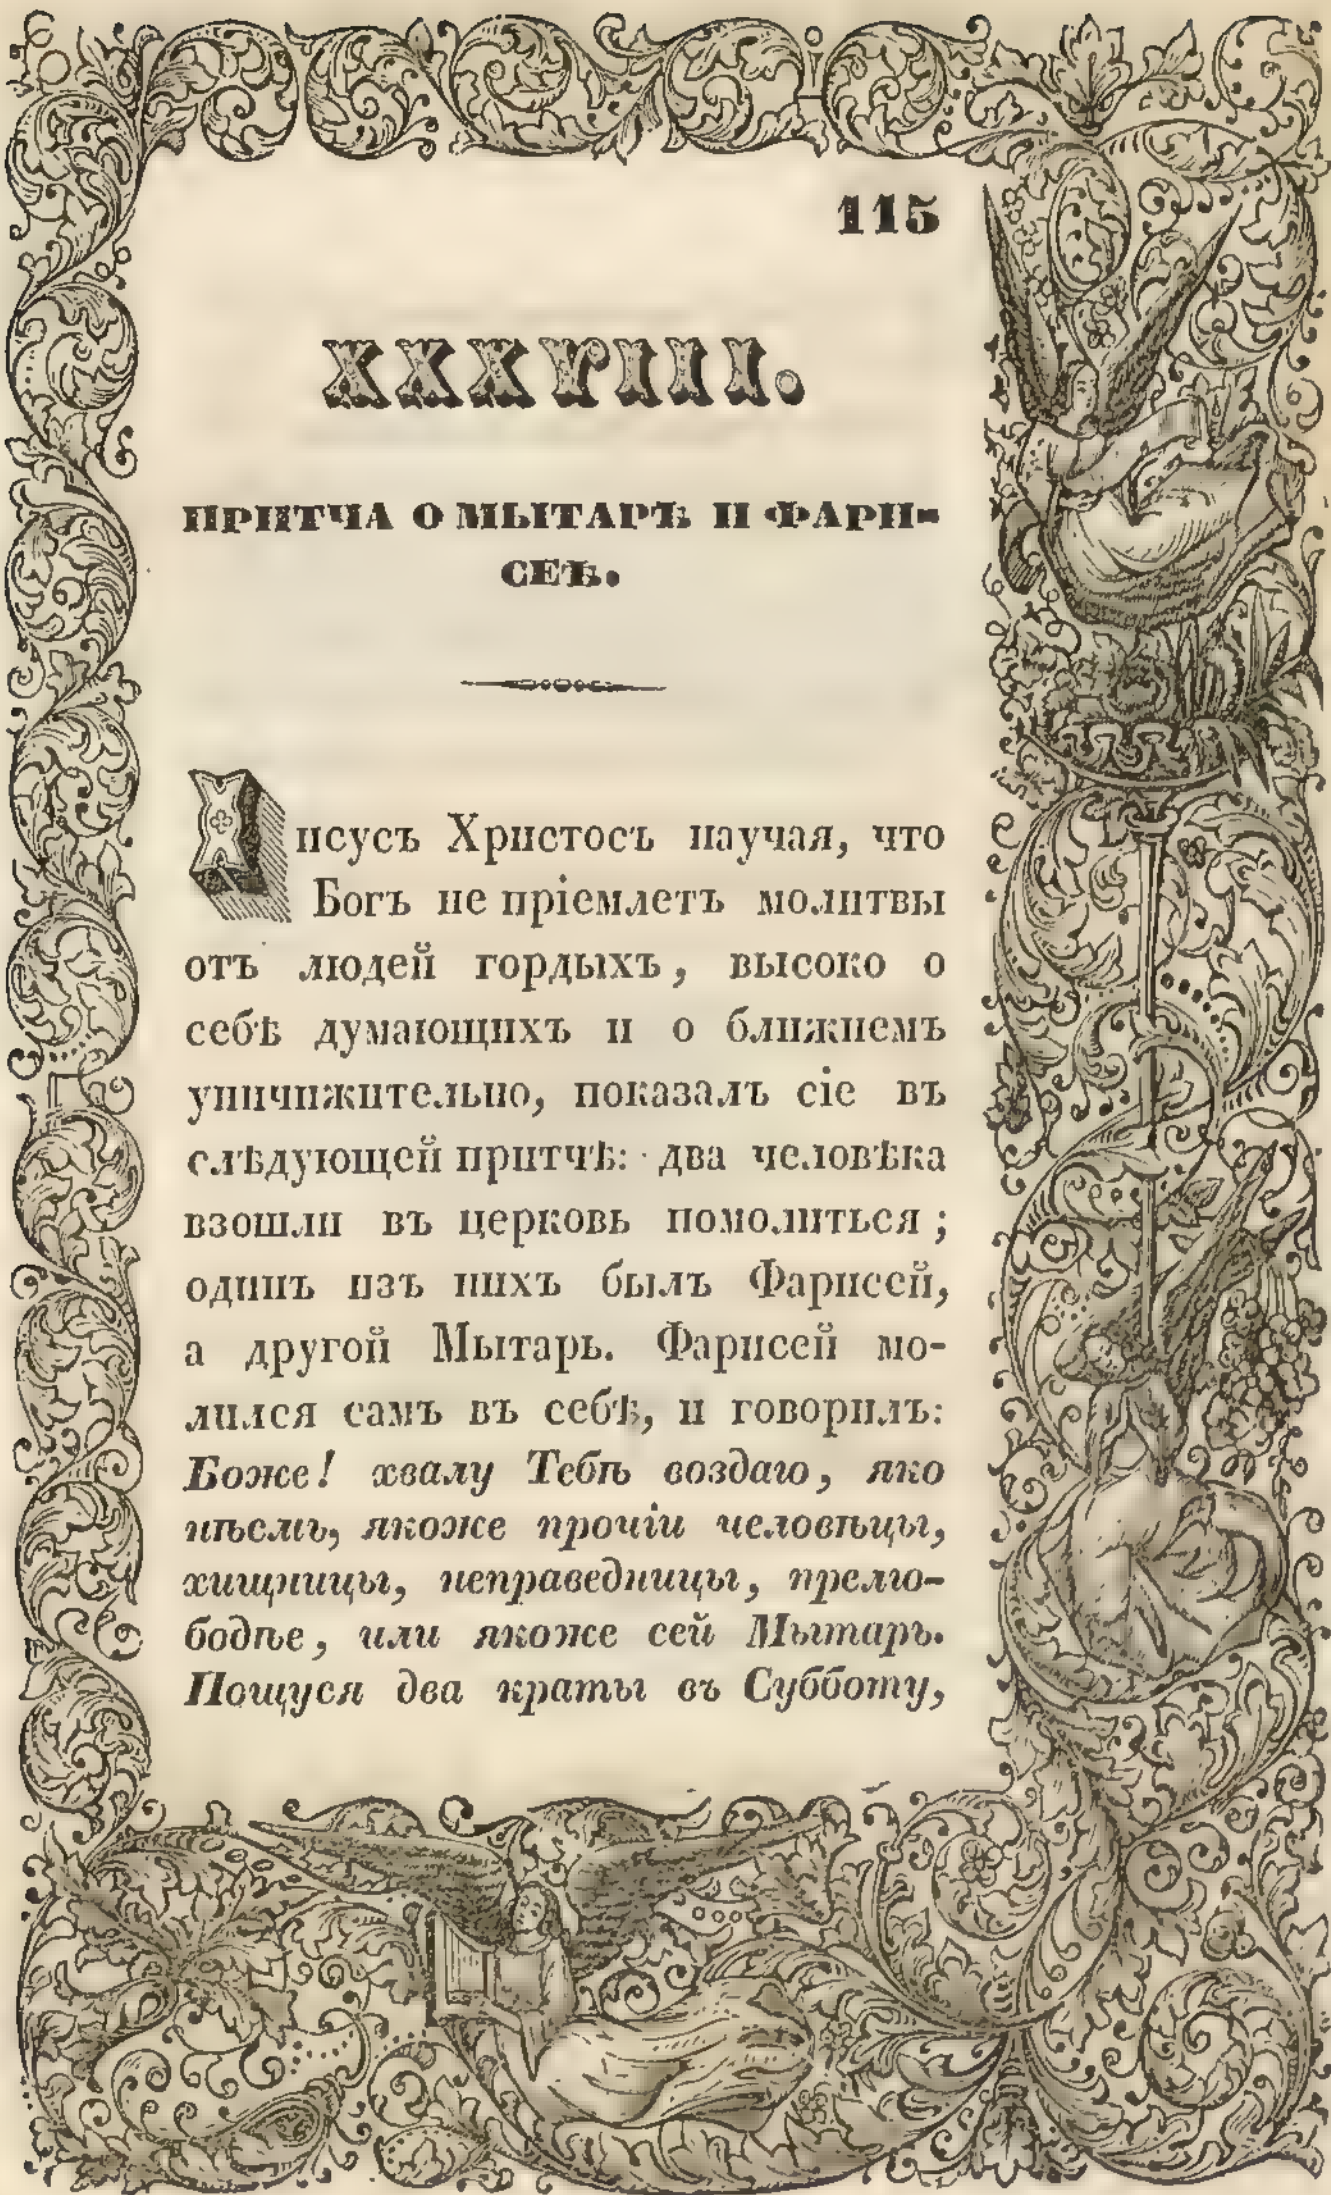 115
XXXVIII.
ПРИТЧА О МЫТАРѢ И ФАРИ-
СЕѢ.
Іисусъ Христосъ научая, что
Богъ не пріемлетъ молитвы
отъ людей гордыхъ, высоко о
себѣ думающихъ и о ближнемъ
уничижительно, показалъ сіе въ
слѣдующей притчѣ: два человѣка
взошли въ церковь помолиться;
одинъ изъ нихъ былъ Фарисей,
а другой Мытарь. Фарисей мо-
лился самъ въ себѣ, и говорилъ:
Боже! хвалу Тебѣ воздаю, яко
нѣсмь, якоже прочіи человѣцы,
хищницы, неправедницы, прелю-
бодѣе, или якоже сей Мытарь.
Пощуся два краты въ Субботу,